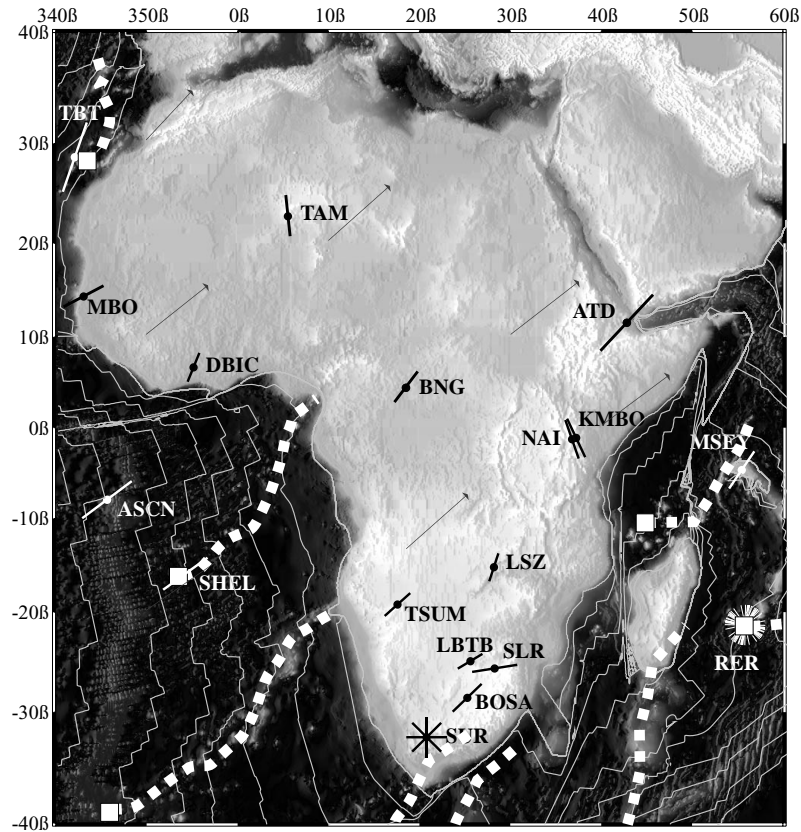 340ß 350ß 0ß 10ß 20ß 30ß 40ß 50ß 60ß
40ß
TBT
30ß
TAM
20ß
MBO
ATD
10ß
DBIC
BNG
KMBO
0ß
NAI
MSEY
ASCN
-10ß
LSZ
SHEL
TSUM
-20ß
LBTB SLR
RER
BOSA
-30ß
SUR
-40ß